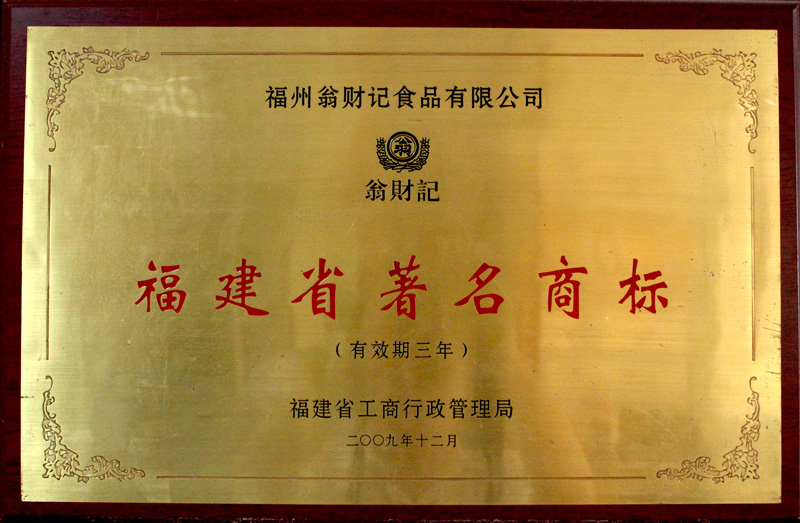 福州翁财记食品有限公司
翁
翁財記
福建省著名商标
(有效期三年)
福建省工商行政管理局
二〇〇九年十二月